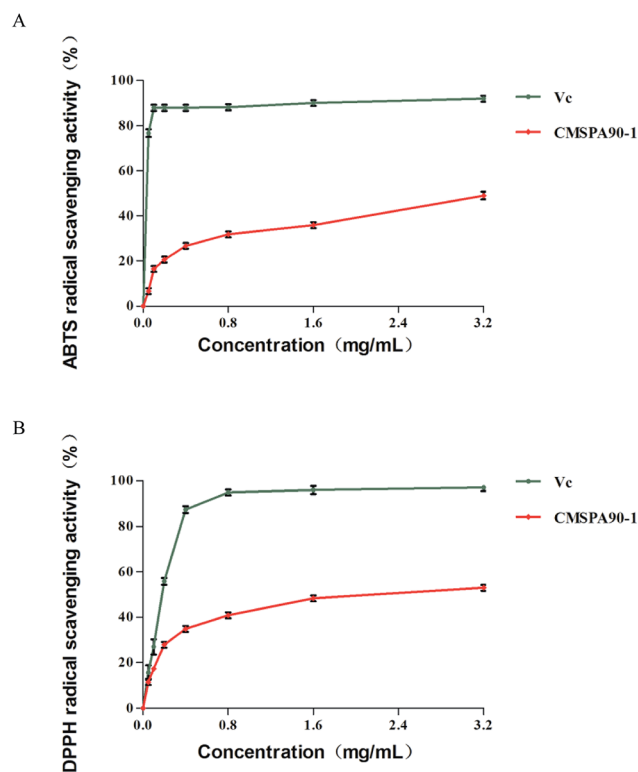 A
ABTS radical scavenging activity（%）
100
80
60
40
20
0
0.0 0.8 1.6 2.4 3.2
Concentration（mg/mL）
Vc
CMSPA90-1
B
DPPH radical scavenging activity（%）
100
80
60
40
20
0
0.0 0.8 1.6 2.4 3.2
Concentration（mg/mL）
Vc
CMSPA90-1